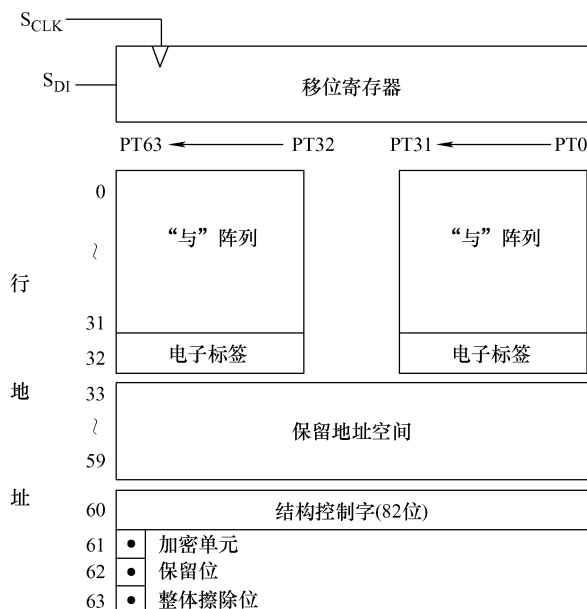 SCLK
SDI
移位寄存器
PT63 PT32 PT31 PT0
0
“与”阵列 “与”阵列
~
行
31
32 电子标签 电子标签
地 33
~ 保留地址空间
59
址 60 结构控制字(82位)
61 加密单元
62 保留位
63 整体擦除位